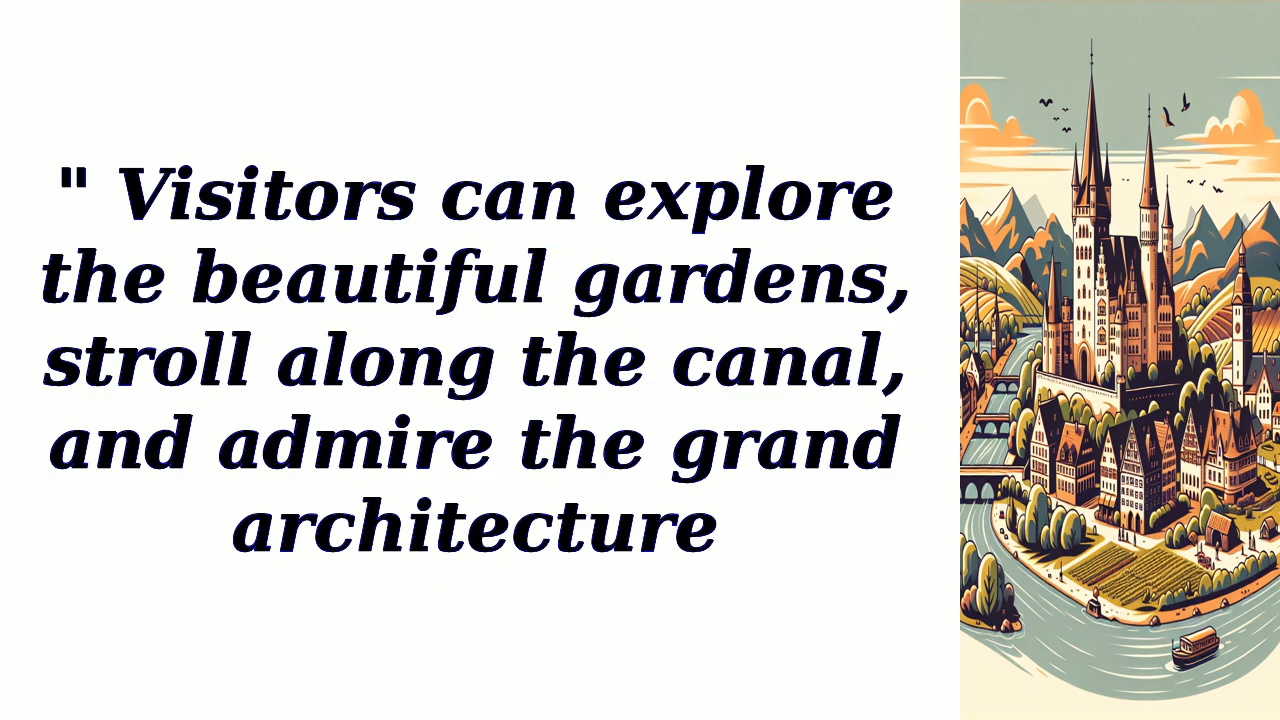 " Visitors can explore
the beautiful gardens,
stroll along the canal,
and admire the grand
architecture